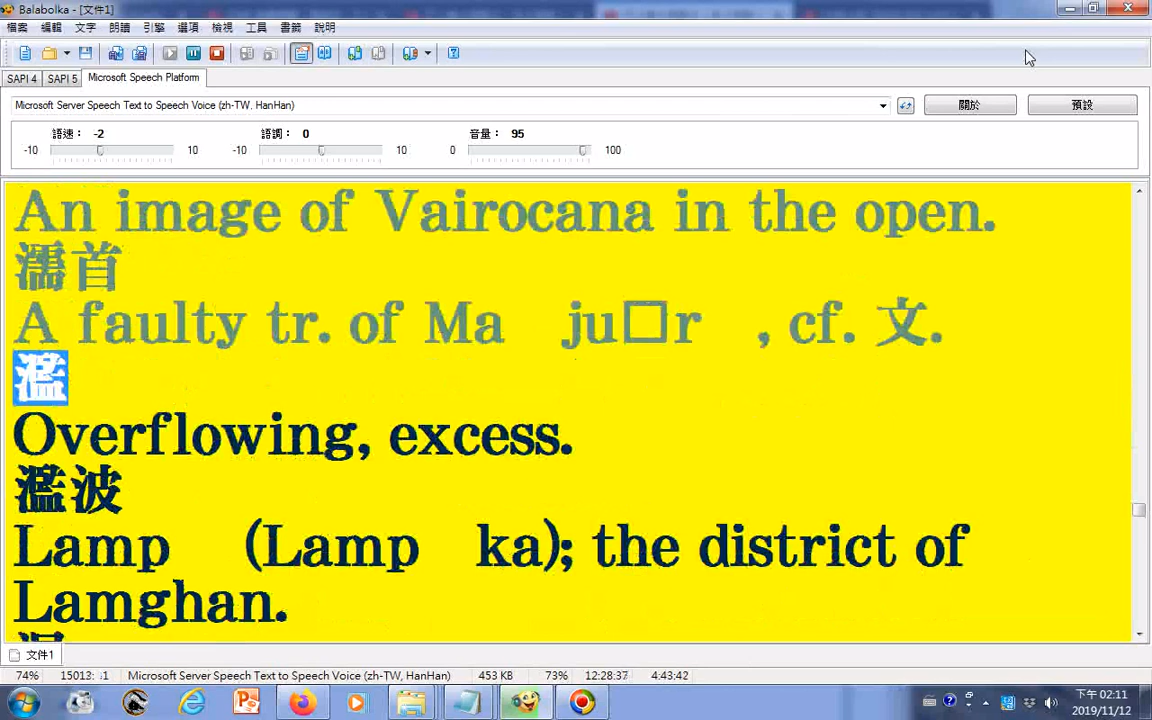 Balabolka - [文件1]
檔案 編輯 文字 朗讀 引擎 選項 檢視 工具 書籤 說明
SAPI 4 SAPI 5 Microsoft Speech Platform
Microsoft Server Speech Text to Speech Voice (zh-TW, HanHan) 關於 預設
語速： -2 語調： 0 音量： 95
-10 10 -10 10 0 100
An image of Vairocana in the open.
濡首
A faulty tr. of Ma ju□r , cf. 文.
濫
Overflowing, excess.
濫波
Lamp (Lamp ka); the district of
Lamghan.
文件1
74% 15013: 1 Microsoft Server Speech Text to Speech Voice (zh-TW, HanHan) 453 KB 73% 12:28:37 4:43:42
下午 02:11
2019/11/12